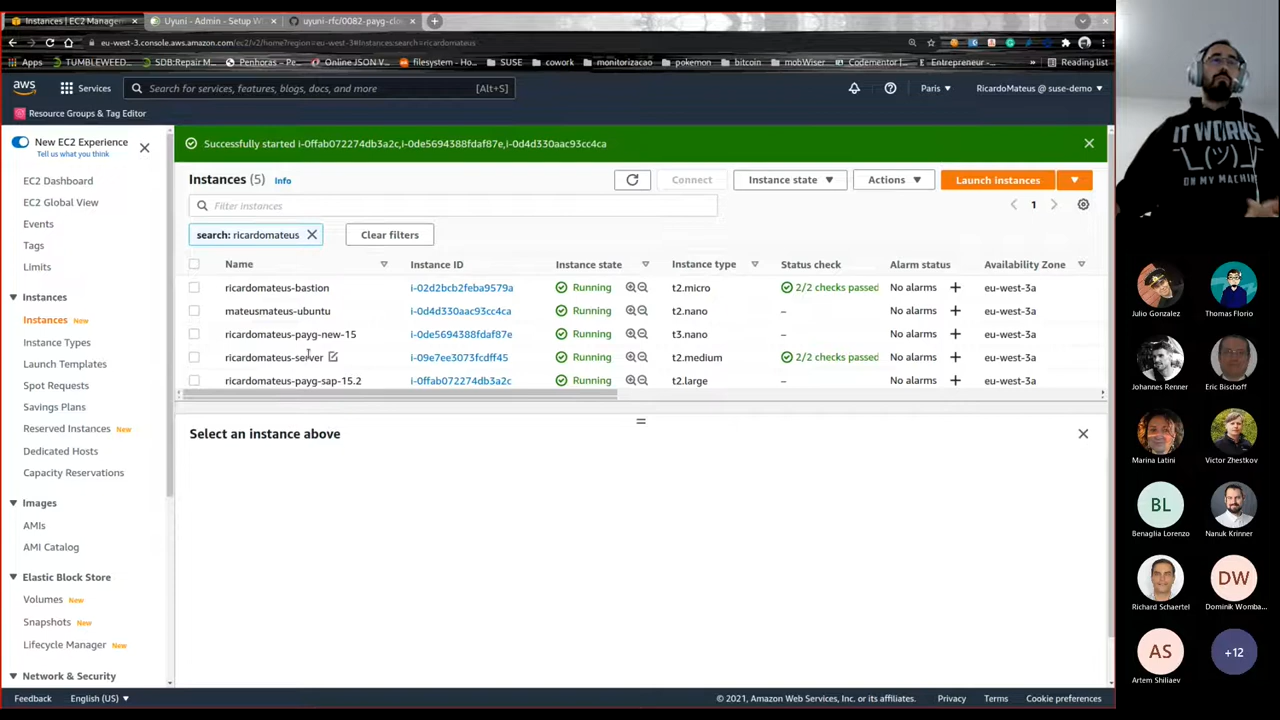 Instances | EC2 Manage
Uyuni - Admin - Setup W
uyuni-rfc/0082-payg-clo
eu-west-3.console.aws.amazon.com/ec2/v2/home?region=eu-west-3#Instances:search=ricardomateus
Apps TUMBLEWEED... SDB:Repair M... Penhoras - Pe... Online JSON V... filesystem - Ho... SUSE cowork monitorizacao pokemon bitcoin mobWiser Codementor |... Entrepreneur -... » Reading list
aws Services Search for services, features, blogs, docs, and more [Alt+S] Paris RicardoMateus @ suse-demo
Resource Groups & Tag Editor
New EC2 Experience
Tell us what you think
EC2 Dashboard
EC2 Global View
Events
Tags
Limits
Instances
Instances New
Instance Types
Launch Templates
Spot Requests
Savings Plans
Reserved Instances New
Dedicated Hosts
Capacity Reservations
Images
AMIs
AMI Catalog
Elastic Block Store
Volumes New
Snapshots New
Lifecycle Manager New
Network & Security
Successfully started i-0ffab072274db3a2c,i-0de5694388fdaf87e,i-0d4d330aac93cc4ca
Instances (5) Info Connect Instance state Actions Launch instances
Filter instances 1
search: ricardomateus Clear filters
Name Instance ID Instance state Instance type Status check Alarm status Availability Zone
ricardomateus-bastion i-02d2bcb2feba9579a Running t2.micro 2/2 checks passed No alarms + eu-west-3a
mateusmateus-ubuntu i-0d4d330aac93cc4ca Running t2.nano – No alarms + eu-west-3a
ricardomateus-payg-new-15 i-0de5694388fdaf87e Running t3.nano – No alarms + eu-west-3a
ricardomateus-server i-09e7ee3073fcdff45 Running t2.medium 2/2 checks passed No alarms + eu-west-3a
ricardomateus-payg-sap-15.2 i-0ffab072274db3a2c Running t2.large – No alarms + eu-west-3a
Select an instance above
Feedback English (US) © 2021, Amazon Web Services, Inc. or its affiliates. Privacy Terms Cookie preferences
IT WORKS
¯\_(ツ)_/¯
ON MY MACHINE
Julio Gonzalez
Thomas Florio
Johannes Renner
Eric Bischoff
Marina Latini
Victor Zhestkov
BL
Benaglia Lorenzo
Nanuk Krinner
Richard Schaertel
DW
Dominik Womba...
AS
Artem Shiliaev
+12